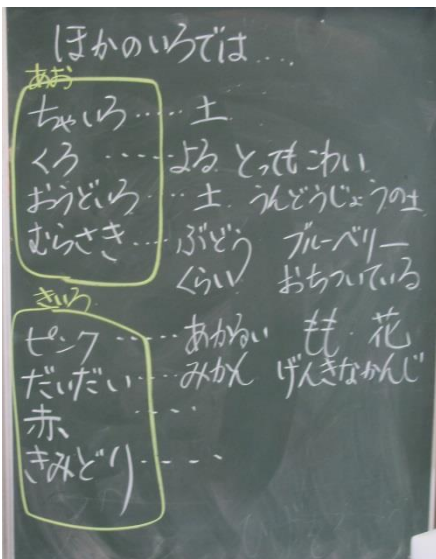 ほかのいろでは....
あお
ちゃいろ.....土
くろ.....よる とってもこわい
おうどいろ...土 うんどうじょうの土
むらさき....ぶどう ブルーベリー
くらい おちついている
きいろ
ピンク.....あかるい もも・花
だいだい....みかん げんきなかんじ
赤....
きみどり.....